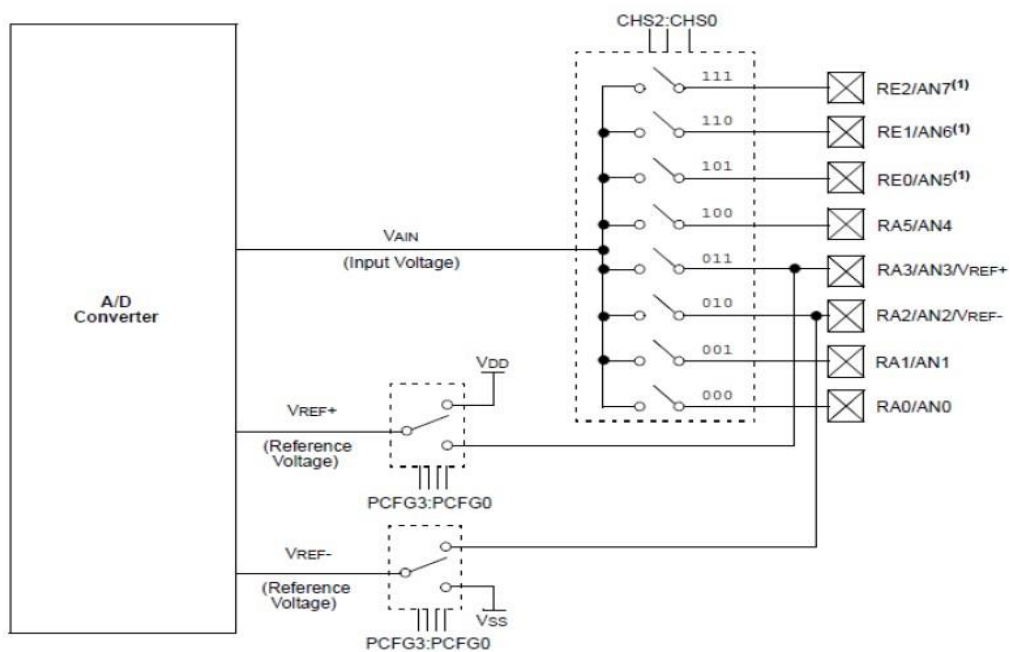 CHS2:CHS0
111
RE2/AN7(1)
110
RE1/AN6(1)
101
RE0/AN5(1)
100
RA5/AN4
VAIN
(Input Voltage)
011
RA3/AN3/VREF+
A/D
Converter
010
RA2/AN2/VREF-
001
RA1/AN1
VDD
000
RA0/AN0
VREF+
(Reference
Voltage)
PCFG3:PCFG0
VREF-
(Reference
Voltage)
VSS
PCFG3:PCFG0